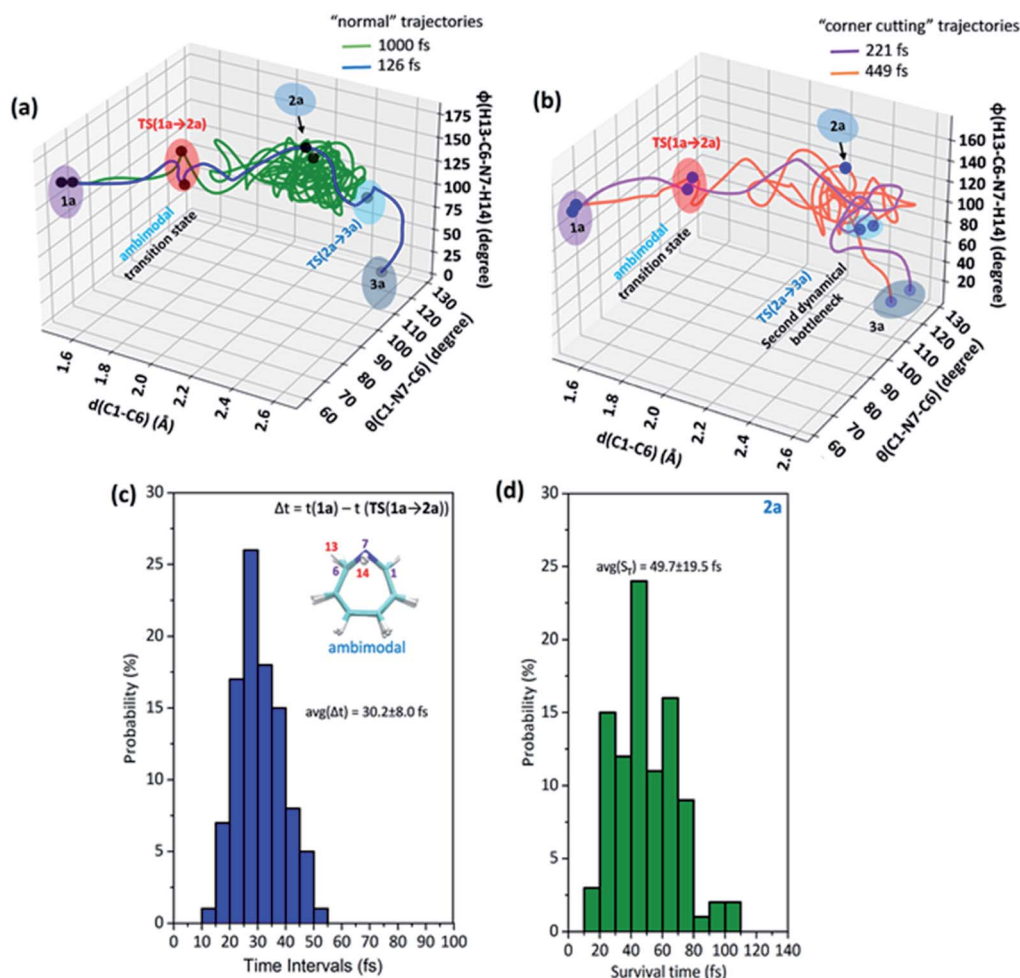 "normal" trajectories
1000 fs
126 fs
(a)
2a
TS(1a→2a)
1a
ambimodal
transition state
TS(2a→3a)
3a
175
150
125
100
75
50
25
0
ϕ(H13-C6-N7-H14) (degree)
1.6
1.8
2.0
2.2
2.4
2.6
d(C1-C6) (Å)
60
70
80
90
100
110
120
130
θ(C1-N7-C6) (degree)
"corner cutting" trajectories
221 fs
449 fs
(b)
2a
TS(1a→2a)
1a
ambimodal
transition state
TS(2a→3a)
Second dynamical
bottleneck
3a
160
140
120
100
80
60
40
20
ϕ(H13-C6-N7-H14) (degree)
1.6
1.8
2.0
2.2
2.4
2.6
d(C1-C6) (Å)
60
70
80
90
100
110
120
130
θ(C1-N7-C6) (degree)
(c)
Δt = t(1a) – t (TS(1a→2a))
13
7
6
14
1
ambimodal
avg(Δt) = 30.2±8.0 fs
30
25
20
15
10
5
0
Probability (%)
0 10 20 30 40 50 60 70 80 90 100
Time Intervals (fs)
(d)
2a
avg(S_T) = 49.7±19.5 fs
30
25
20
15
10
5
0
Probability (%)
0 20 40 60 80 100 120 140
Survival time (fs)